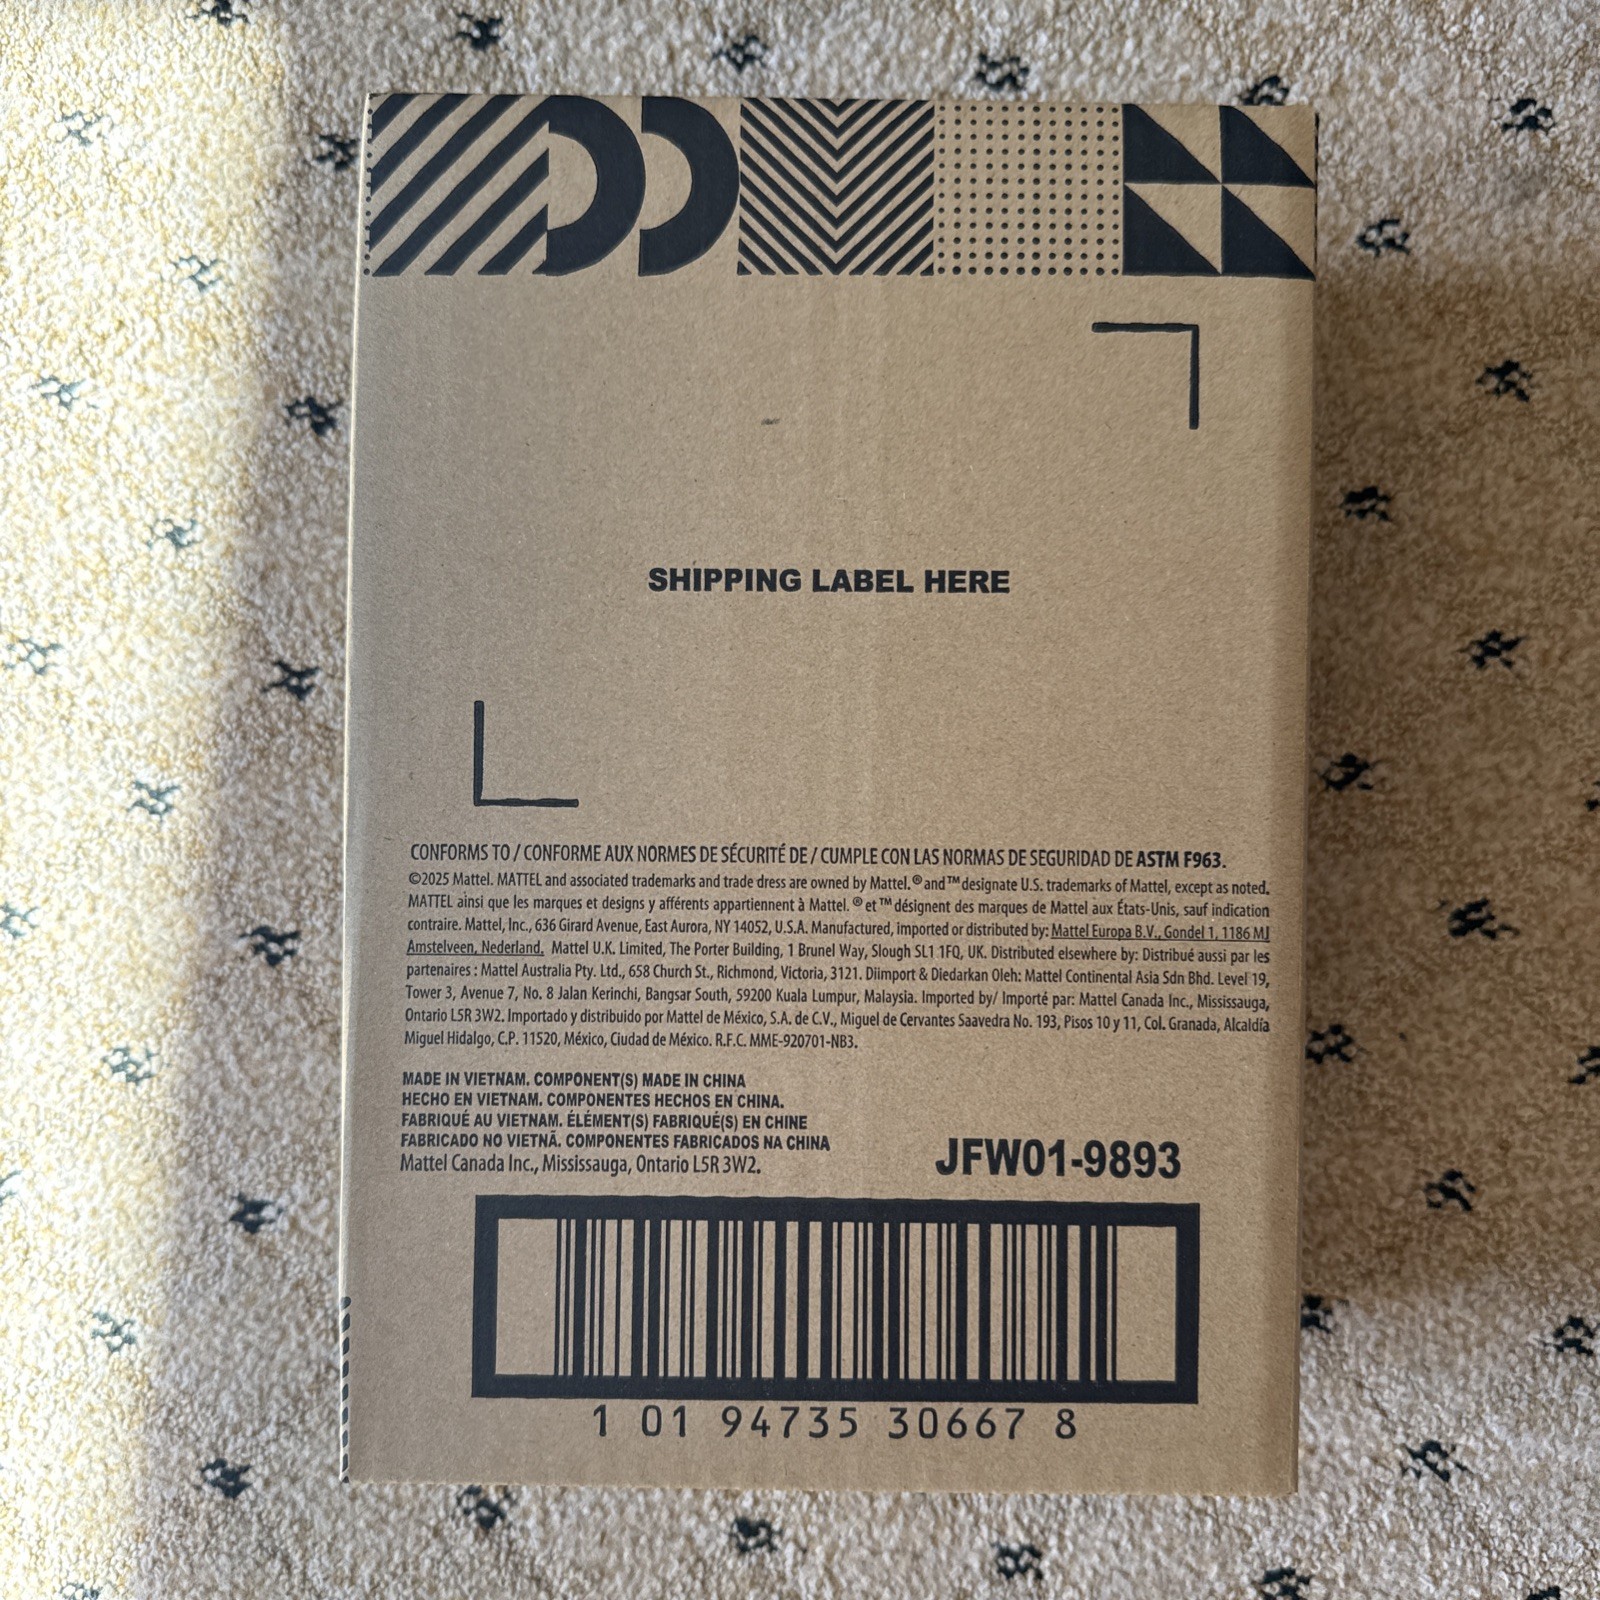 SHIPPING LABEL HERE
CONFORMS TO / CONFORME AUX NORMES DE SÉCURITÉ DE / CUMPLE CON LAS NORMAS DE SEGURIDAD DE ASTM F963.
©2025 Mattel. MATTEL and associated trademarks and trade dress are owned by Mattel. ® and ™ designate U.S. trademarks of Mattel, except as noted.
MATTEL ainsi que les marques et designs y afférents appartiennent à Mattel. ® et ™ désignent des marques de Mattel aux États-Unis, sauf indication
contraire. Mattel, Inc., 636 Girard Avenue, East Aurora, NY 14052, U.S.A. Manufactured, imported or distributed by: Mattel Europa B.V., Gondel 1, 1186 MJ
Amstelveen, Nederland. Mattel U.K. Limited, The Porter Building, 1 Brunel Way, Slough SL1 1FQ, UK. Distributed elsewhere by: Distribué aussi par les
partenaires : Mattel Australia Pty. Ltd., 658 Church St., Richmond, Victoria, 3121. Diimport & Diedarkan Oleh: Mattel Continental Asia Sdn Bhd. Level 19,
Tower 3, Avenue 7, No. 8 Jalan Kerinchi, Bangsar South, 59200 Kuala Lumpur, Malaysia. Imported by/ Importé par: Mattel Canada Inc., Mississauga,
Ontario L5R 3W2. Importado y distribuido por Mattel de México, S.A. de C.V., Miguel de Cervantes Saavedra No. 193, Pisos 10 y 11, Col. Granada, Alcaldía
Miguel Hidalgo, C.P. 11520, México, Ciudad de México. R.F.C. MME-920701-NB3.
MADE IN VIETNAM. COMPONENT(S) MADE IN CHINA
HECHO EN VIETNAM. COMPONENTES HECHOS EN CHINA.
FABRIQUÉ AU VIETNAM. ÉLÉMENT(S) FABRIQUÉ(S) EN CHINE
FABRICADO NO VIETNÃ. COMPONENTES FABRICADOS NA CHINA
Mattel Canada Inc., Mississauga, Ontario L5R 3W2.
JFW01-9893
1 01 94735 30667 8